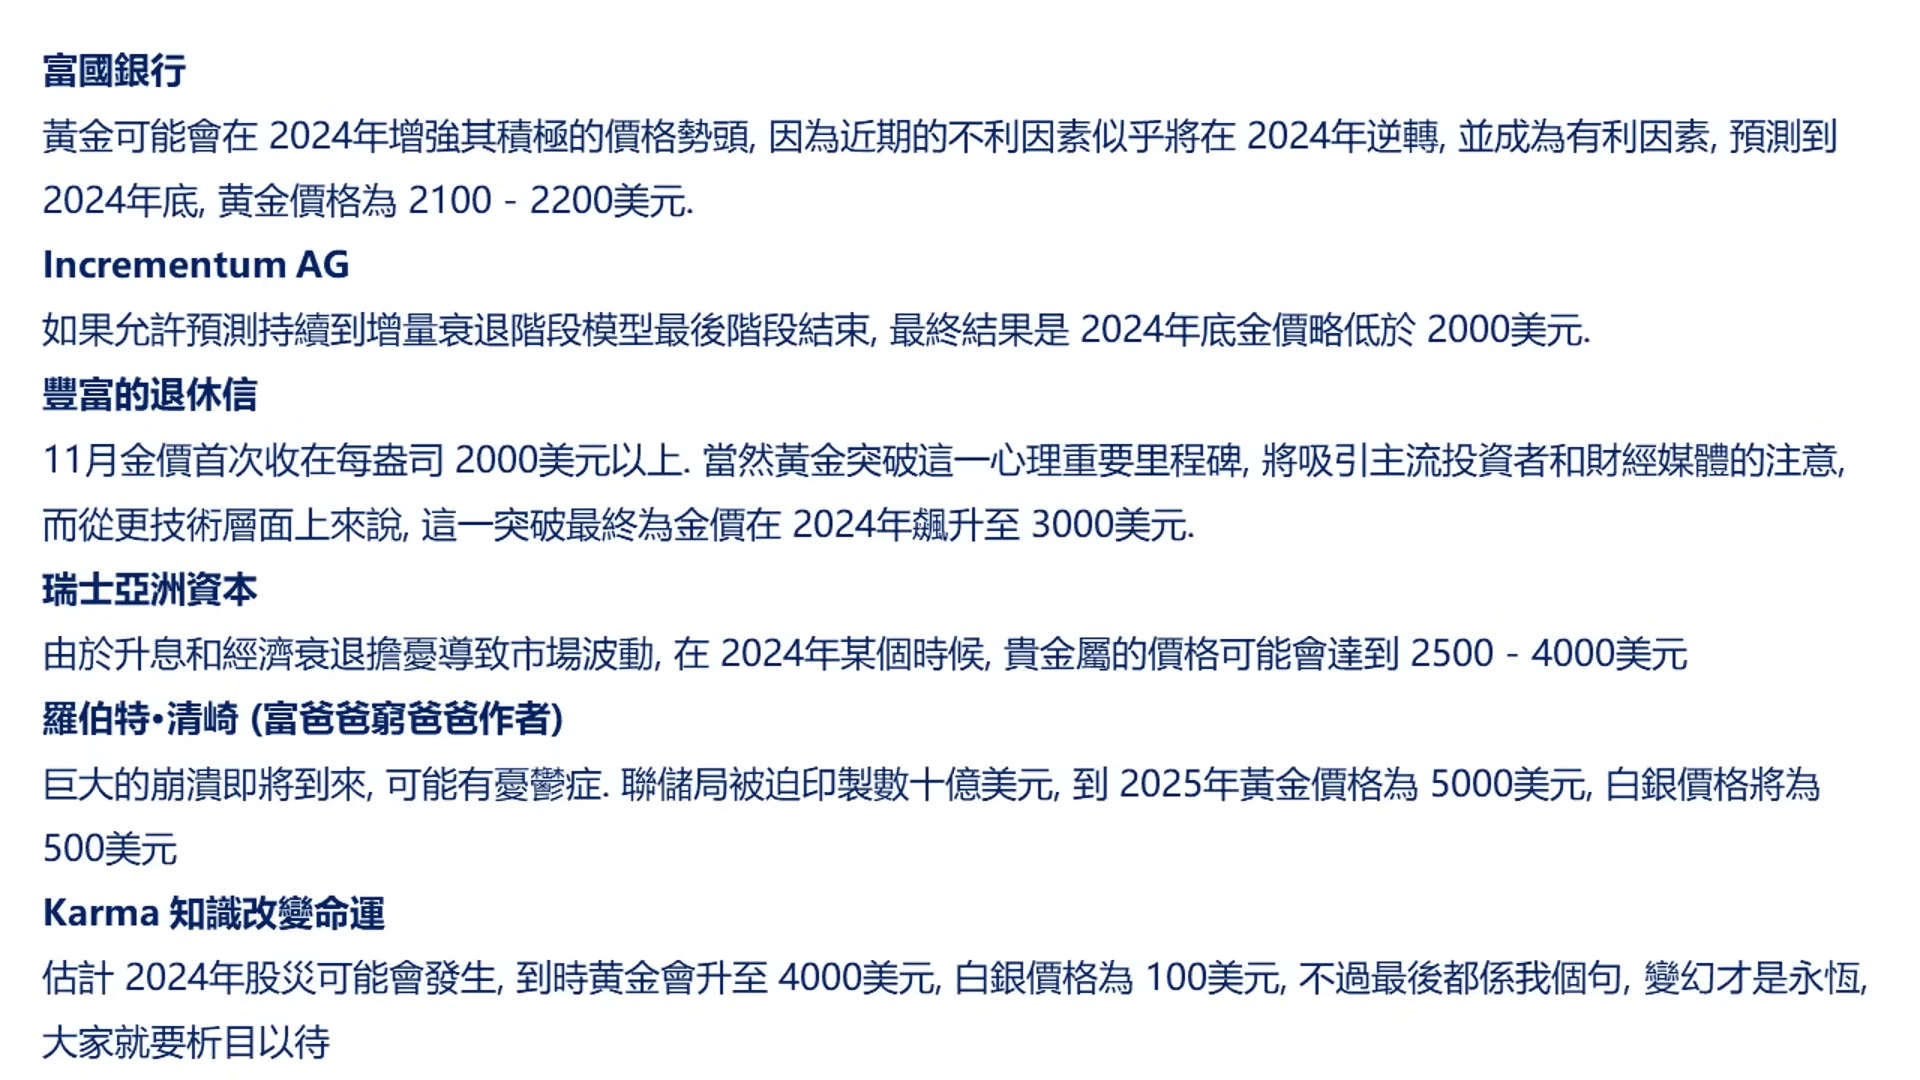 富國銀行
黃金可能會在 2024年增強其積極的價格勢頭, 因為近期的不利因素似乎將在 2024年逆轉, 並成為有利因素, 預測到
2024年底, 黃金價格為 2100 - 2200美元.
Incrementum AG
如果允許預測持續到增量衰退階段模型最後階段結束, 最終結果是 2024年底金價略低於 2000美元.
豐富的退休信
11月金價首次收在每盎司 2000美元以上. 當然黃金突破這一心理重要里程碑, 將吸引主流投資者和財經媒體的注意,
而從更技術層面上來說, 這一突破最終為金價在 2024年飆升至 3000美元.
瑞士亞洲資本
由於升息和經濟衰退擔憂導致市場波動, 在 2024年某個時候, 貴金屬的價格可能會達到 2500 - 4000美元
羅伯特•清崎 (富爸爸窮爸爸作者)
巨大的崩潰即將到來, 可能有憂鬱症. 聯儲局被迫印製數十億美元, 到 2025年黃金價格為 5000美元, 白銀價格將為
500美元
Karma 知識改變命運
估計 2024年股災可能會發生, 到時黃金會升至 4000美元, 白銀價格為 100美元, 不過最後都係我個句, 變幻才是永恆,
大家就要析目以待